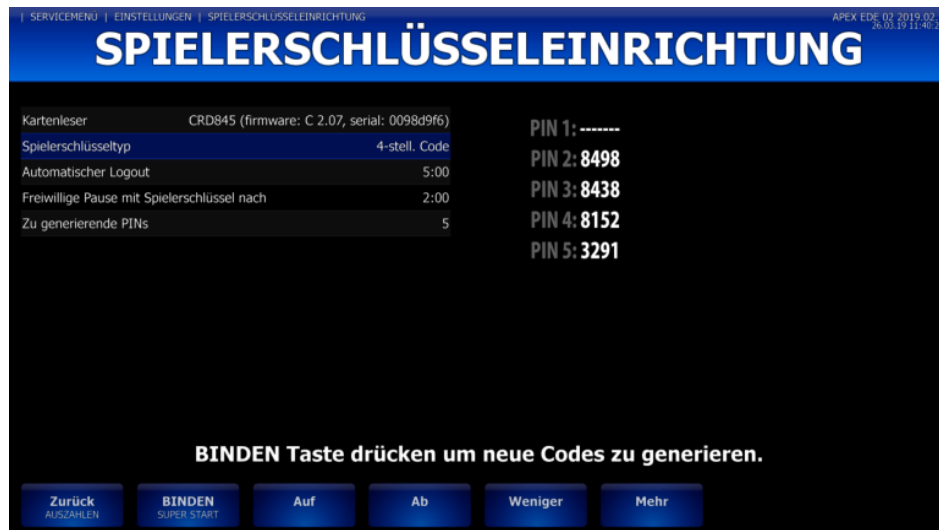 | SERVICEMENÜ | EINSTELLUNGEN | SPIELERSCHLÜSSELEINRICHTUNG
APEX EDE 02 2019.02.
26.03.19 11:40:2
SPIELERSCHLÜSSELEINRICHTUNG
Kartenleser CRD845 (firmware: C 2.07, serial: 0098d9f6)
Spielerschlüsseltyp 4-stell. Code
Automatischer Logout 5:00
Freiwillige Pause mit Spielerschlüssel nach 2:00
Zu generierende PINs 5
PIN 1: -------
PIN 2: 8498
PIN 3: 8438
PIN 4: 8152
PIN 5: 3291
BINDEN Taste drücken um neue Codes zu generieren.
Zurück BINDEN Auf Ab Weniger Mehr
AUSZAHLEN SUPER START